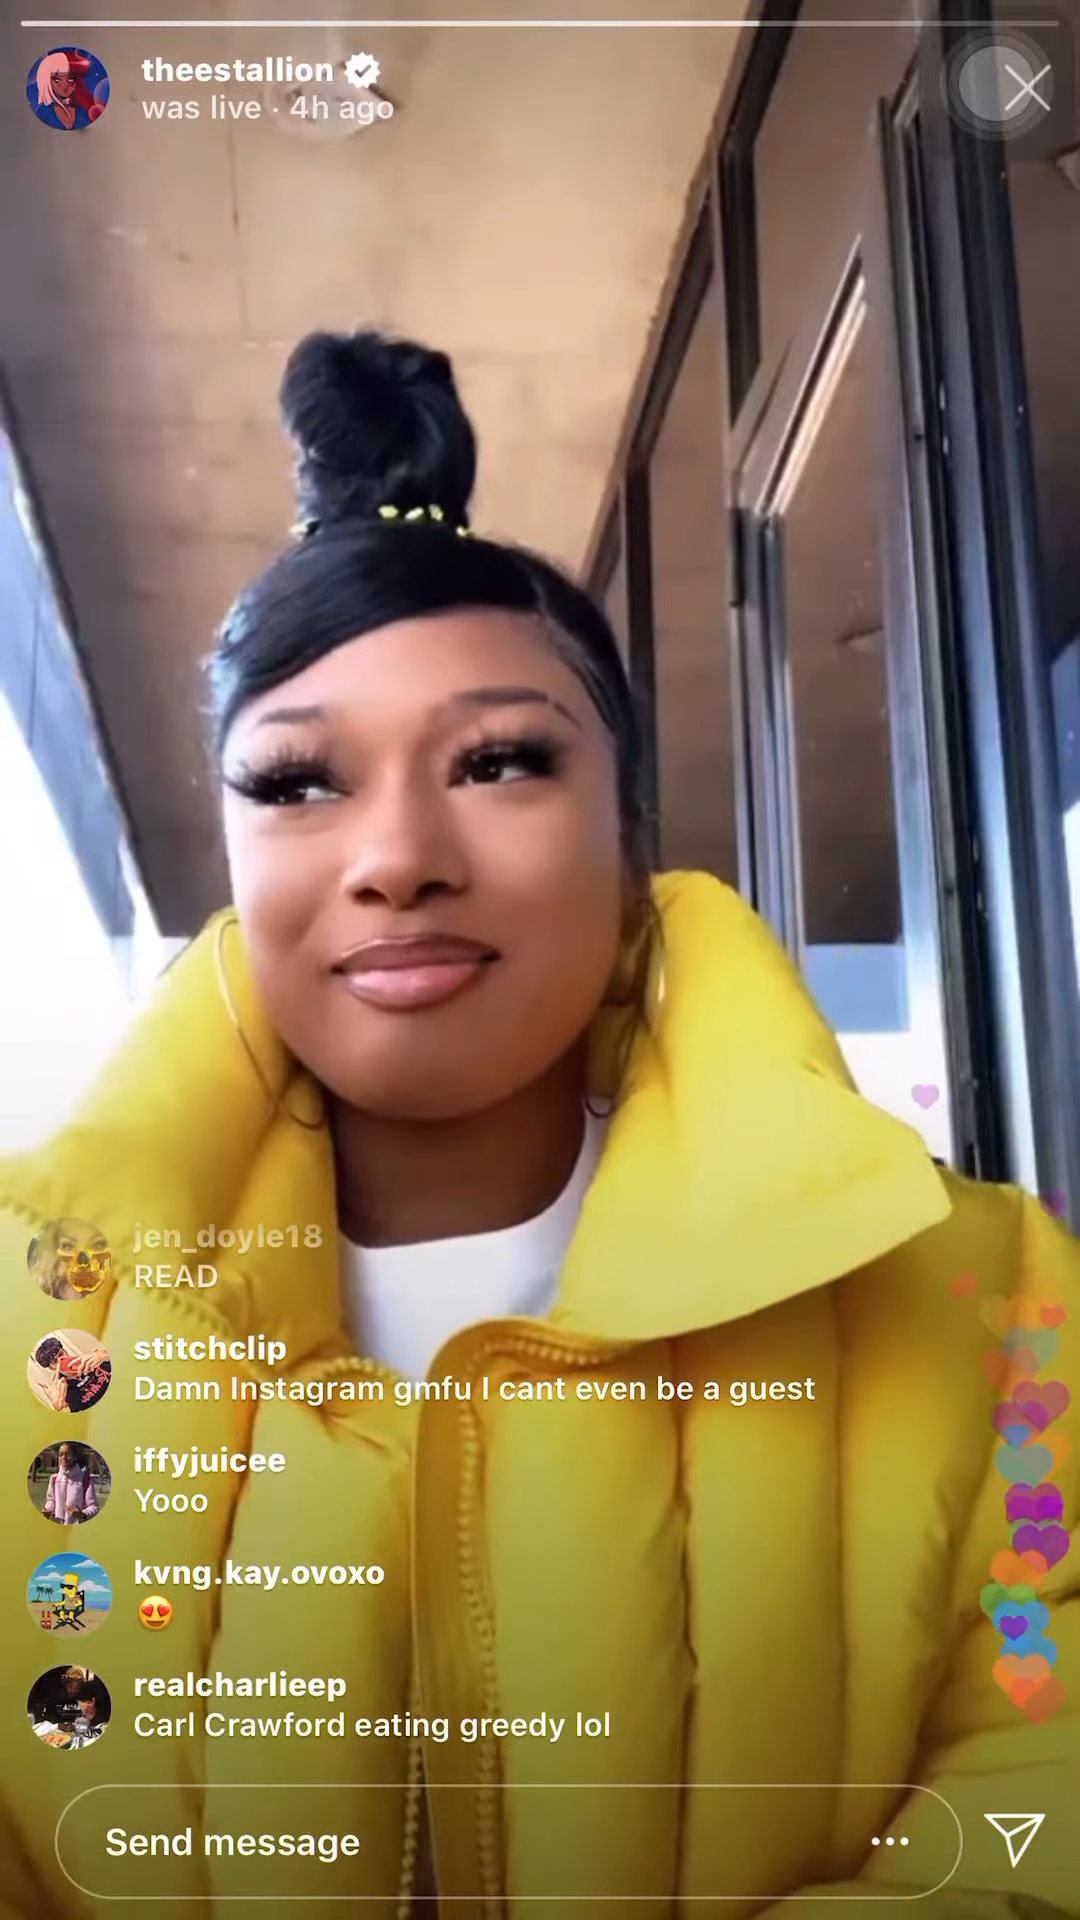 theestallion
was live · 4h ago
jen_doyle18
READ
stitchclip
Damn Instagram gmfu I cant even be a guest
iffyjuicee
Yooo
kvng.kay.ovoxo
😍
realcharlieep
Carl Crawford eating greedy lol
Send message